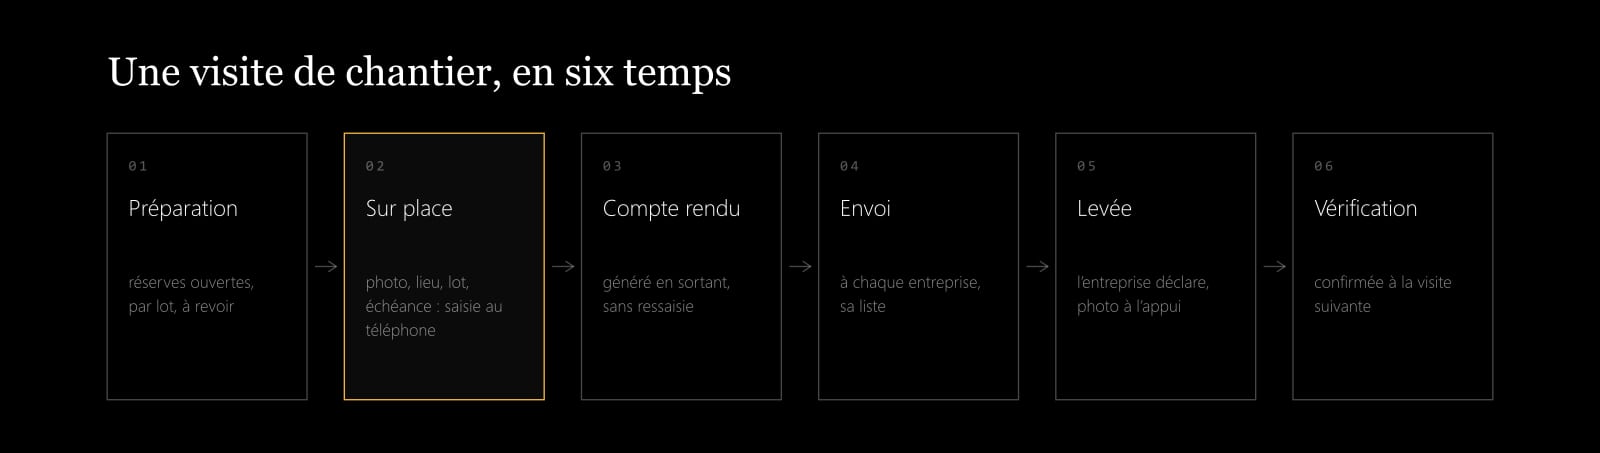 Une visite de chantier, en six temps
01
Préparation
réserves ouvertes,
par lot, à revoir
02
Sur place
photo, lieu, lot,
échéance : saisie au
téléphone
03
Compte rendu
généré en sortant,
sans ressaisie
04
Envoi
à chaque entreprise,
sa liste
05
Levée
l’entreprise déclare,
photo à l’appui
06
Vérification
confirmée à la visite
suivante